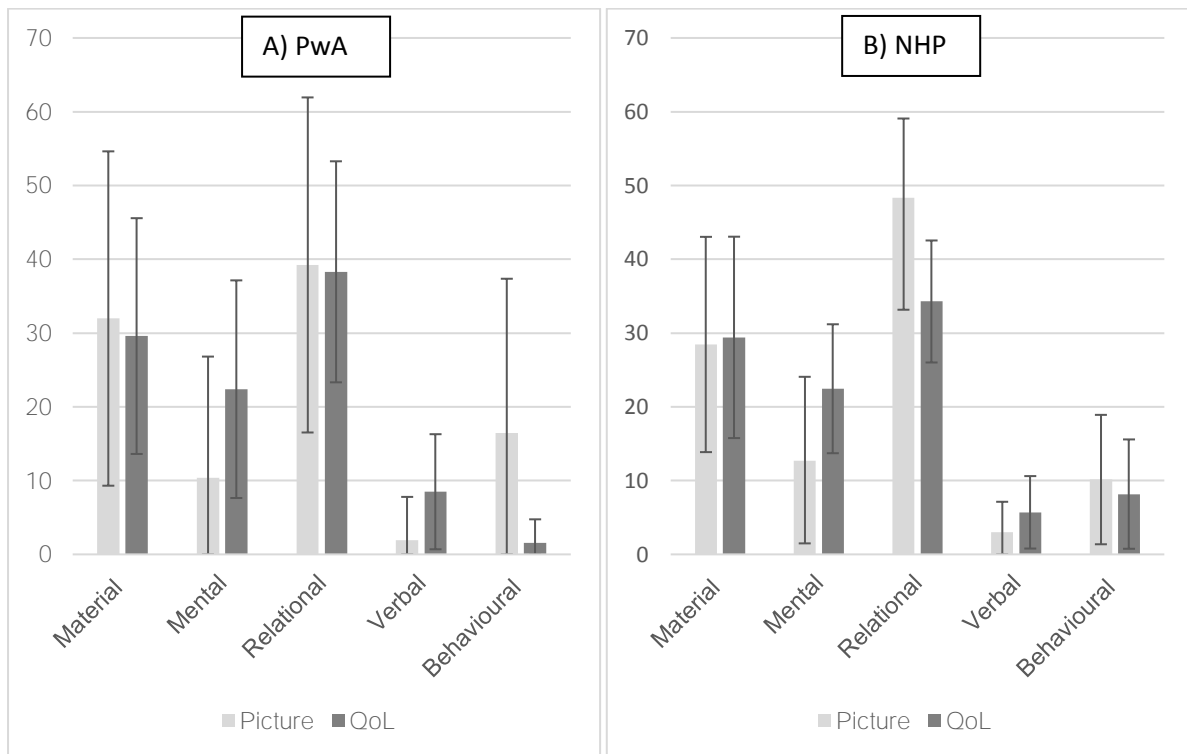 A) PwA
70
60
50
40
30
20
10
0
Material
Mental
Relational
Verbal
Behavioural
Picture QoL
B) NHP
70
60
50
40
30
20
10
0
Material
Mental
Relational
Verbal
Behavioural
Picture QoL